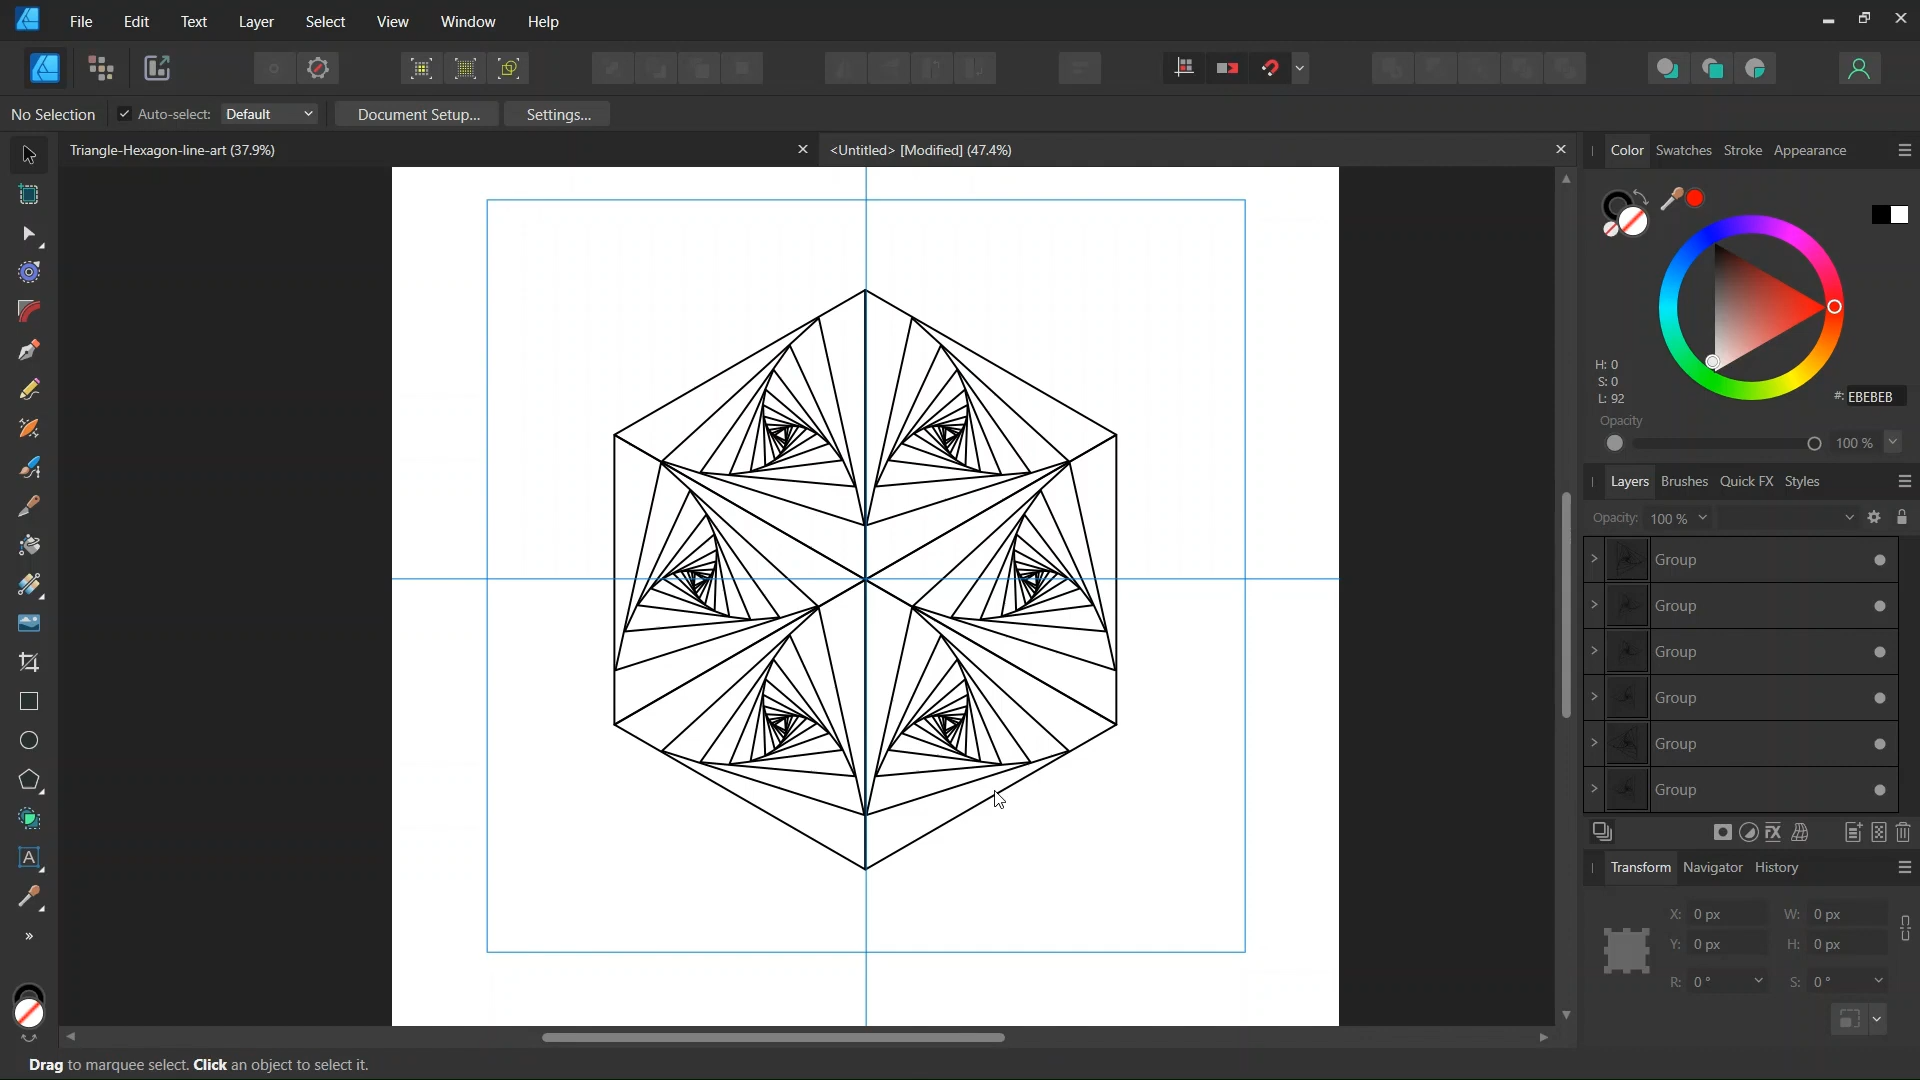 File Edit Text Layer Select View Window Help
No Selection Auto-select: Default Document Setup... Settings...
Triangle-Hexagon-line-art (37.9%)
<Untitled> [Modified] (47.4%)
Color Swatches Stroke Appearance
H: 0
S: 0
L: 92
#: EBEBEB
Opacity
100 %
Layers Brushes Quick FX Styles
Opacity: 100 %
Group
Group
Group
Group
Group
Group
Transform Navigator History
X: 0 px W: 0 px
Y: 0 px H: 0 px
R: 0 ° S: 0 °
Drag to marquee select. Click an object to select it.